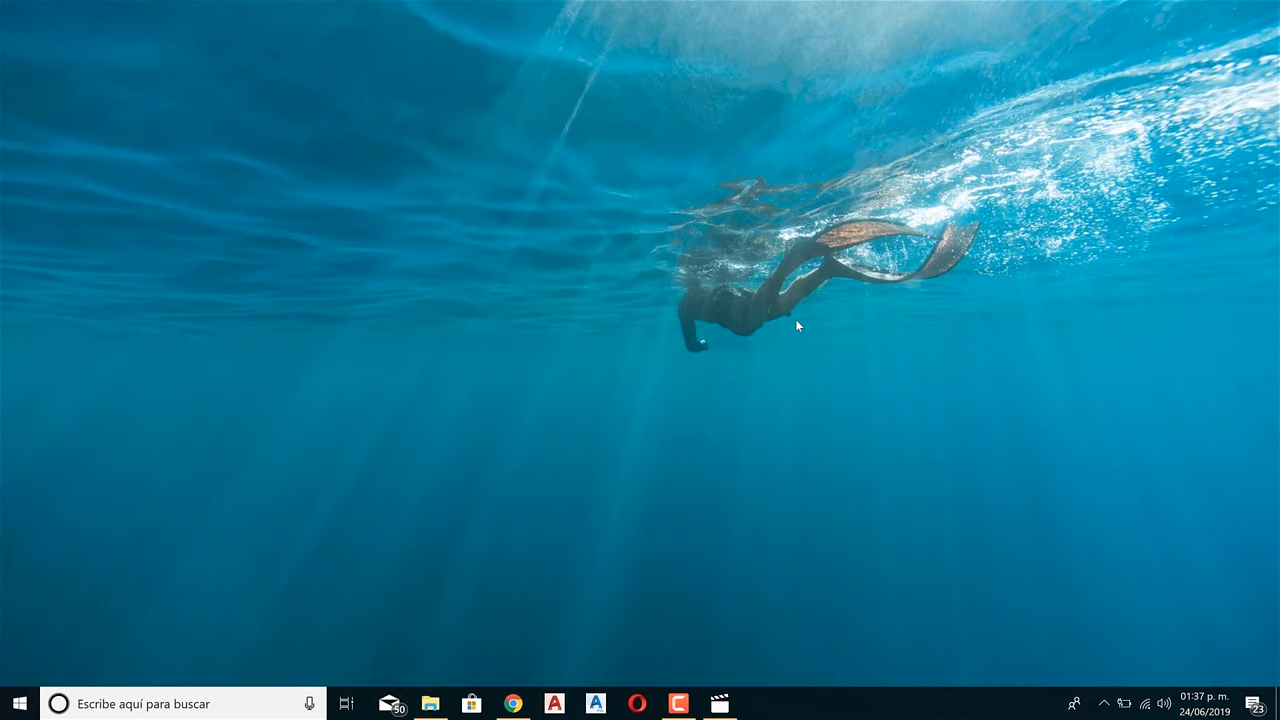 Escribe aquí para buscar
50
A
A
01:37 p. m.
24/06/2019
23